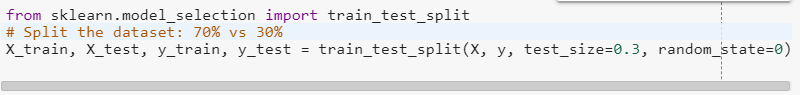 from sklearn.model_selection import train_test_split
# Split the dataset: 70% vs 30%
X_train, X_test, y_train, y_test = train_test_split(X, y, test_size=0.3, random_state=0)